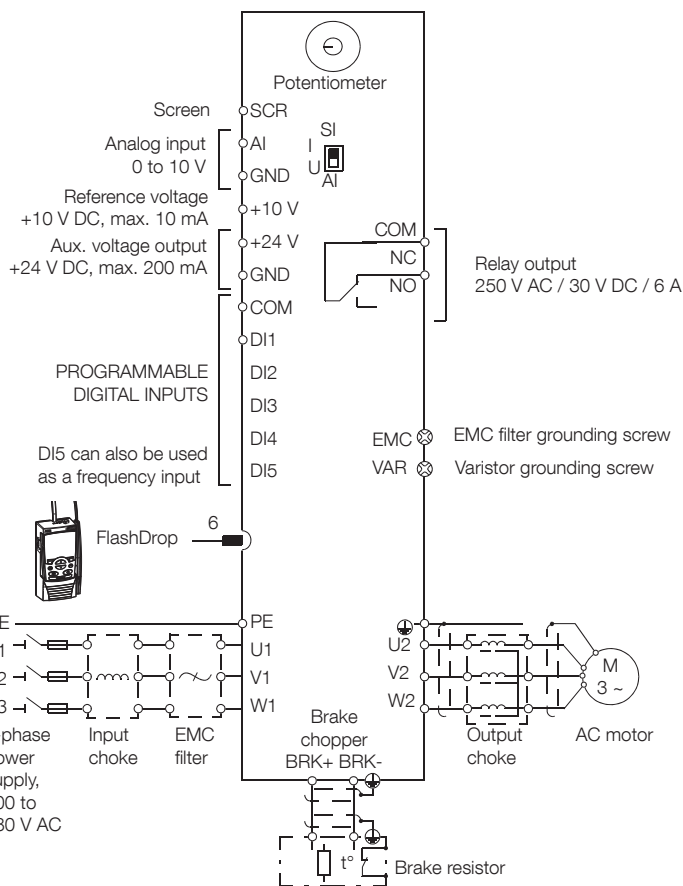 Potentiometer
Screen
SCR
Analog input
0 to 10 V
AI
GND
SI
I
U
AI
Reference voltage
+10 V DC, max. 10 mA
+10 V
Aux. voltage output
+24 V DC, max. 200 mA
+24 V
GND
COM
NC
NO
Relay output
250 V AC / 30 V DC / 6 A
COM
DI1
PROGRAMMABLE
DIGITAL INPUTS
DI2
DI3
DI4
DI5
DI5 can also be used
as a frequency input
EMC
EMC filter grounding screw
VAR
Varistor grounding screw
FlashDrop
6
E
PE
1
U1
2
V1
3
W1
U2
V2
W2
M
3 ~
phase
ower
upply,
00 to
30 V AC
Input
choke
EMC
filter
Brake
chopper
BRK+ BRK-
Output
choke
AC motor
t°
Brake resistor